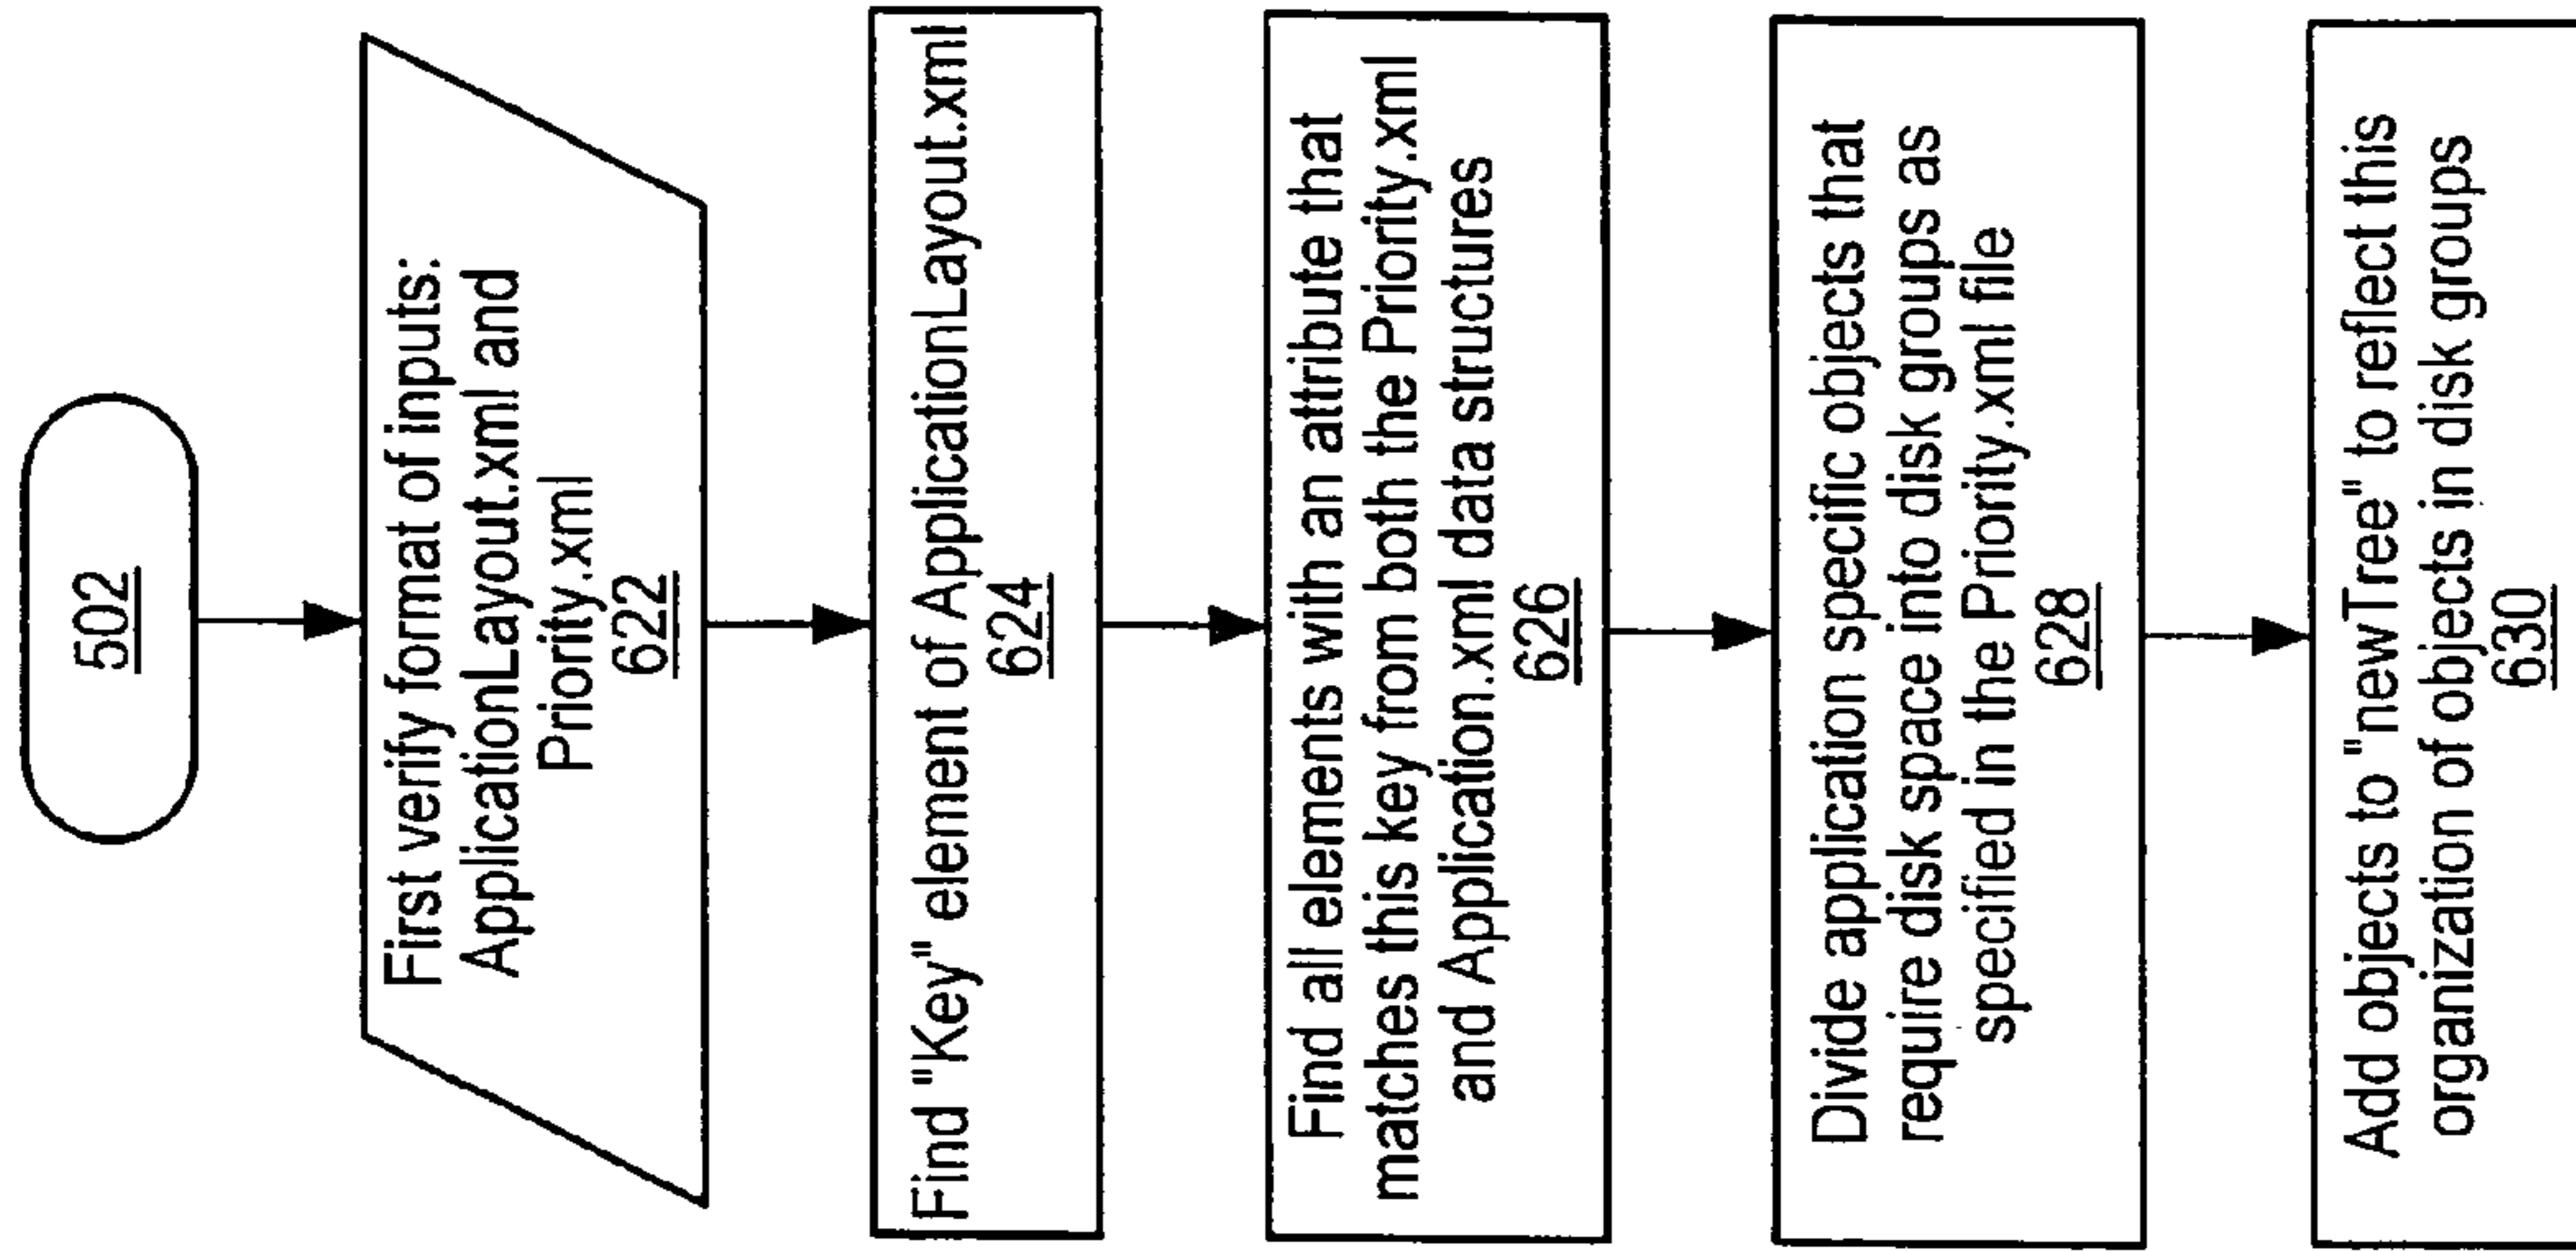 502
First verify format of inputs:
ApplicationLayout.xml and
Priority.xml
622
Find "Key" element of ApplicationLayout.xml
624
Find all elements with an attribute that
matches this key from both the Priority.xml
and Application.xml data structures
626
Divide application specific objects that
require disk space into disk groups as
specified in the Priority.xml file
628
Add objects to "newTree" to reflect this
organization of objects in disk groups
630